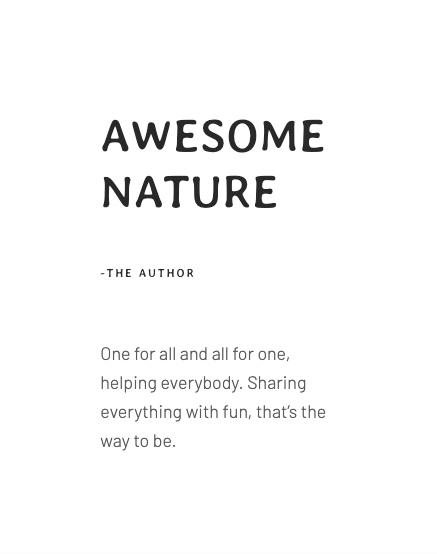 AWESOME
NATURE
-THE AUTHOR
One for all and all for one,
helping everybody. Sharing
everything with fun, that's the
way to be.